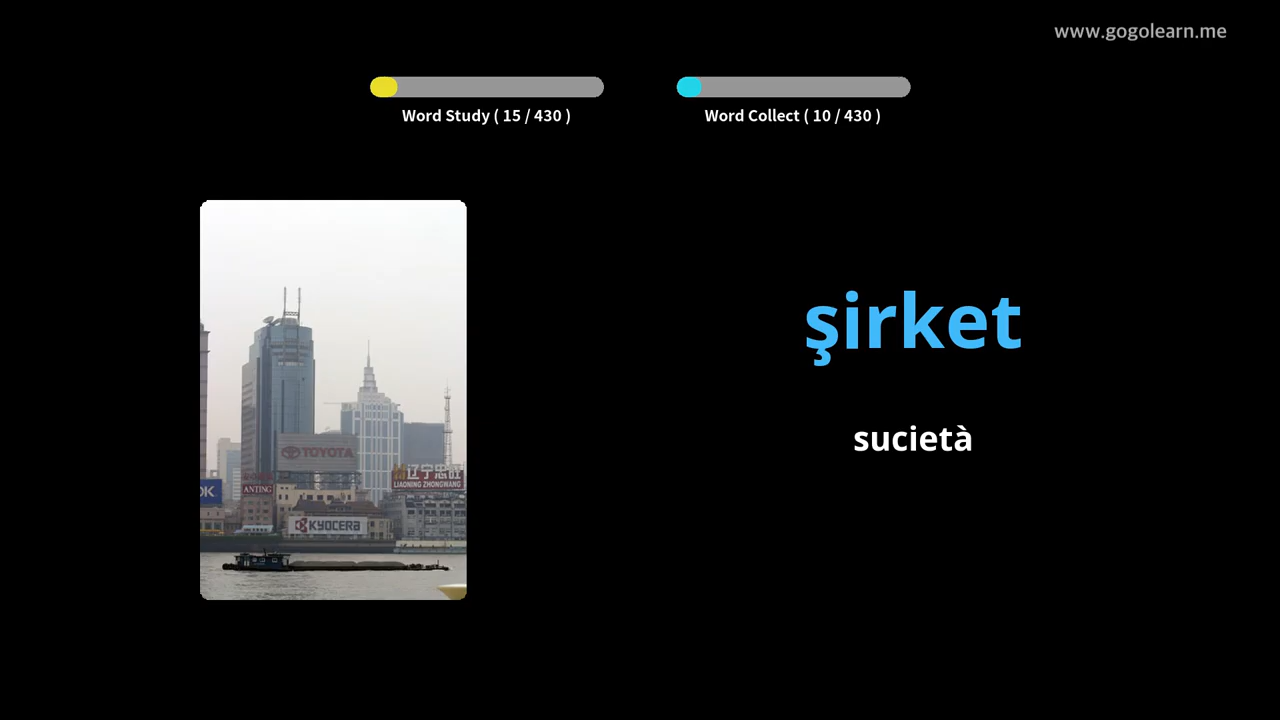 www.gogolearn.me
Word Study ( 15 / 430 )
Word Collect ( 10 / 430 )
şirket
sucietà
TOYOTA
辽宁忠旺
LIAONING ZHONGWANG
OK
ANTING
KYOCERA